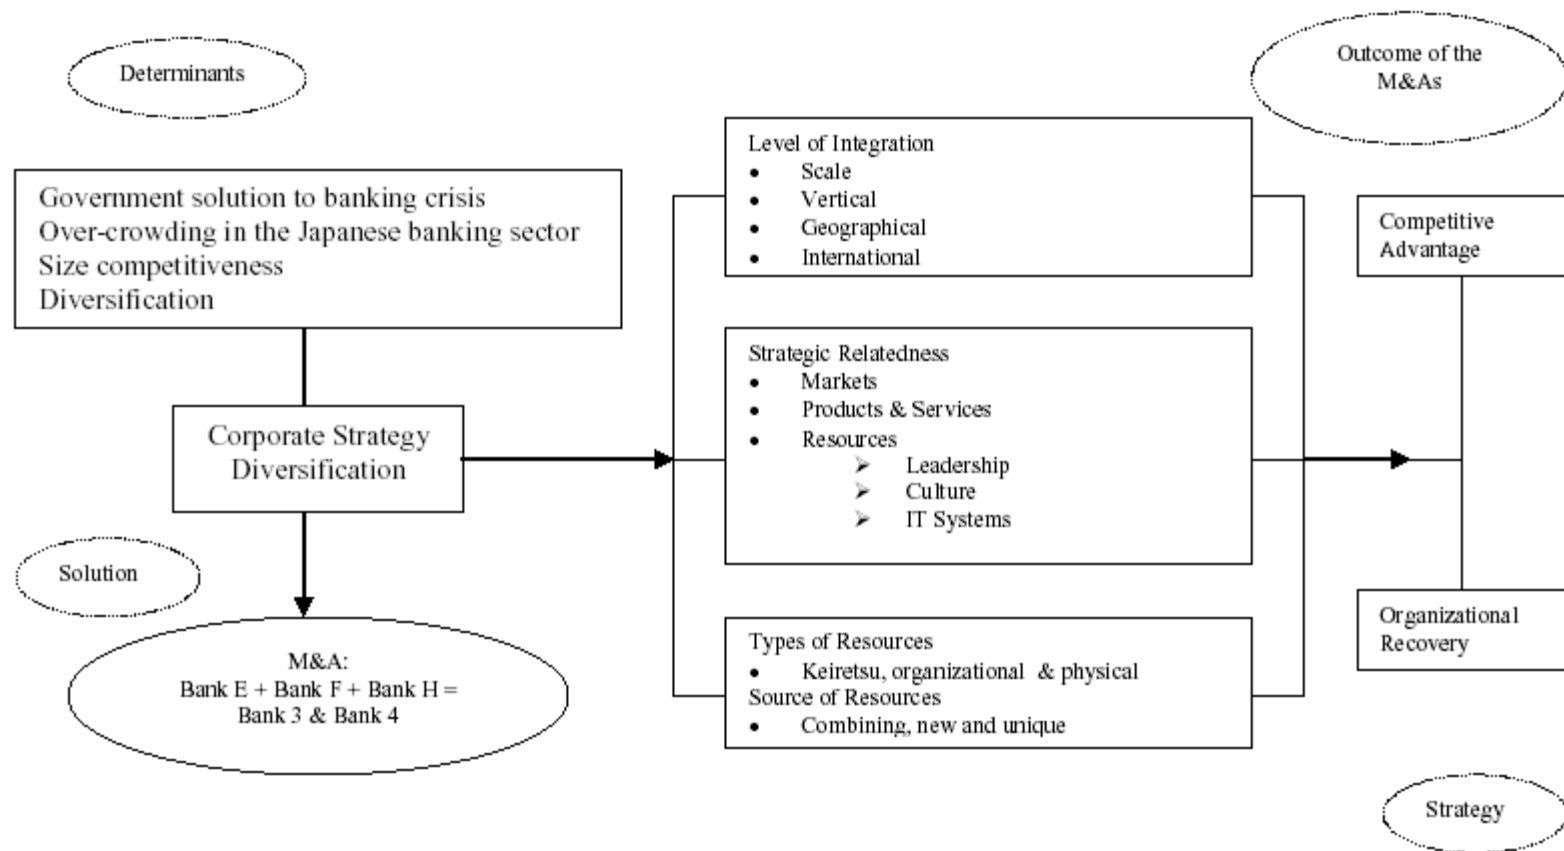 Determinants
Outcome of the
M&As
Government solution to banking crisis
Over-crowding in the Japanese banking sector
Size competitiveness
Diversification
Level of Integration
• Scale
• Vertical
• Geographical
• International
Competitive
Advantage
Corporate Strategy
Diversification
Strategic Relatedness
• Markets
• Products & Services
• Resources
➢ Leadership
➢ Culture
➢ IT Systems
Solution
M&A:
Bank E + Bank F + Bank H =
Bank 3 & Bank 4
Types of Resources
• Keiretsu, organizational & physical
Source of Resources
• Combining, new and unique
Organizational
Recovery
Strategy